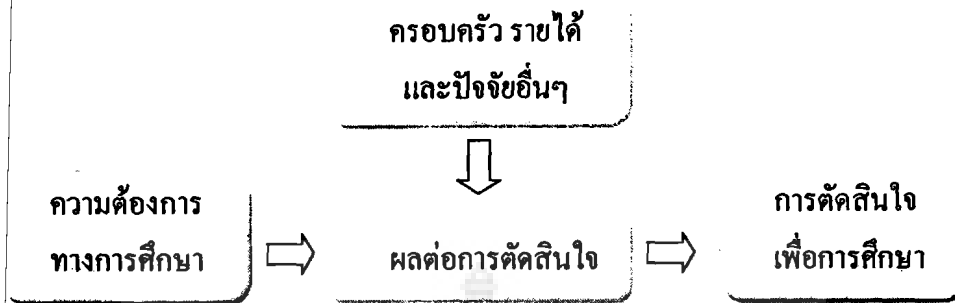 ครอบครัว รายได้
และปัจจัยอื่นๆ
ความต้องการ
ทางการศึกษา
ผลต่อการตัดสินใจ
การตัดสินใจ
เพื่อการศึกษา